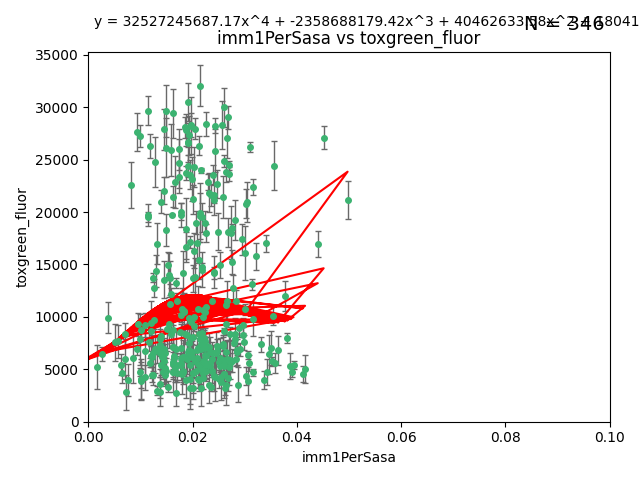 y = 32527245687.17x^4 + -2358688179.42x^3 + 40462633
N = 346
imm1PerSasa vs toxgreen_fluor
35000
30000
25000
20000
15000
10000
5000
0
toxgreen_fluor
0.00 0.02 0.04 0.06 0.08 0.10
imm1PerSasa